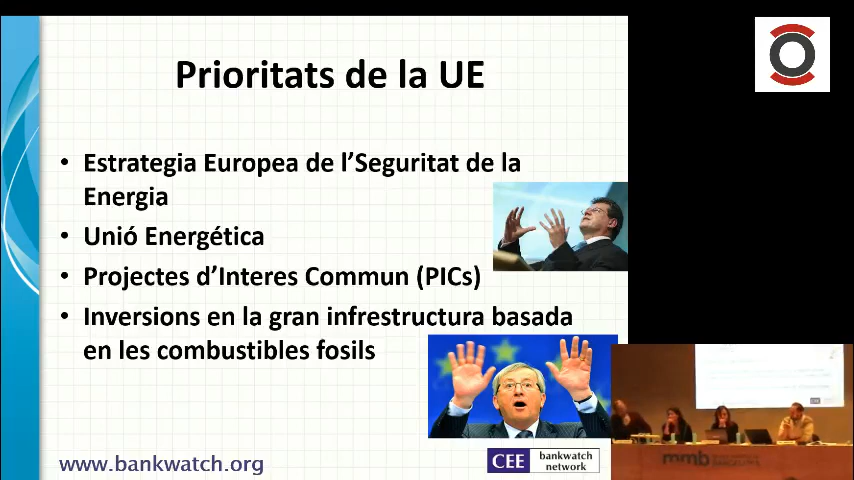 Prioritats de la UE
• Estrategia Europea de l’Seguritat de la
Energia
• Unió Energética
• Projectes d’Interes Commun (PICs)
• Inversions en la gran infrestructura basada
en les combustibles fosils
www.bankwatch.org
CEE bankwatch
network
mmb